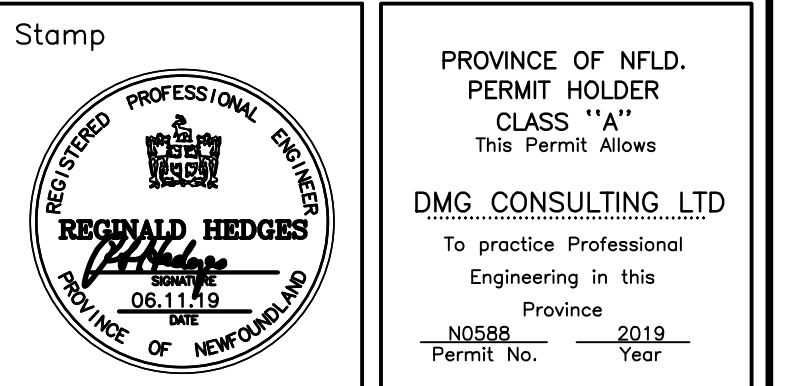 Stamp
REGISTERED PROFESSIONAL ENGINEER
REGINALD HEDGES
SIGNATURE
06.11.19
DATE
PROVINCE OF NEWFOUNDLAND
PROVINCE OF NFLD.
PERMIT HOLDER
CLASS "A"
This Permit Allows
DMG CONSULTING LTD
To practice Professional
Engineering in this
Province
N0588 2019
Permit No. Year